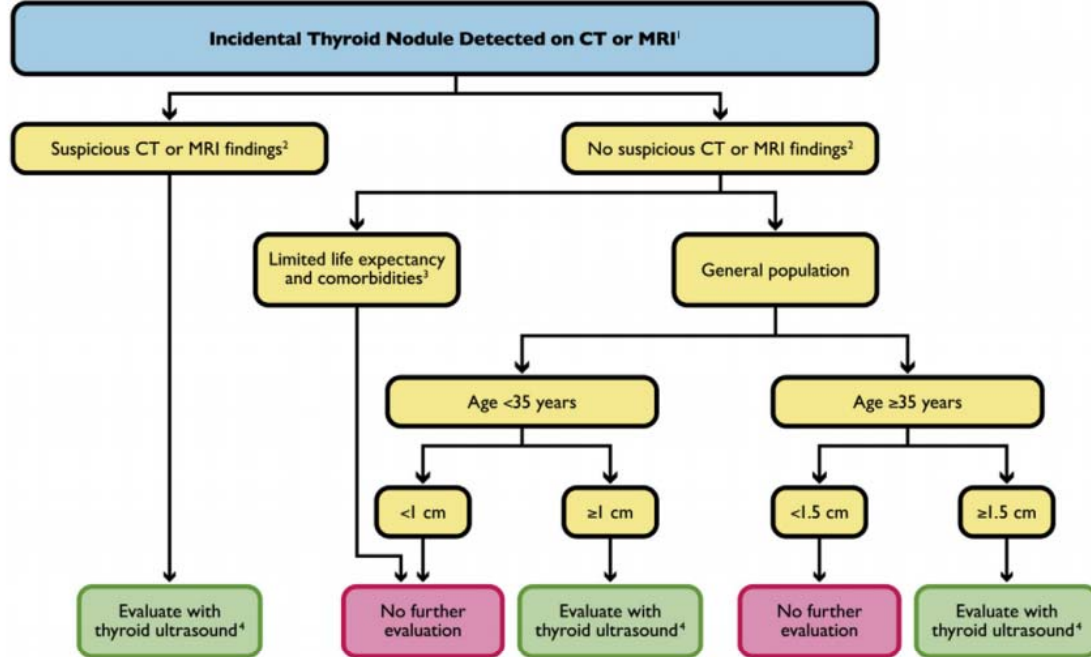 Incidental Thyroid Nodule Detected on CT or MRI¹
Suspicious CT or MRI findings²
No suspicious CT or MRI findings²
Limited life expectancy
and comorbidities³
General population
Age <35 years
Age ≥35 years
<1 cm
≥1 cm
<1.5 cm
≥1.5 cm
Evaluate with
thyroid ultrasound⁴
No further
evaluation
Evaluate with
thyroid ultrasound⁴
No further
evaluation
Evaluate with
thyroid ultrasound⁴